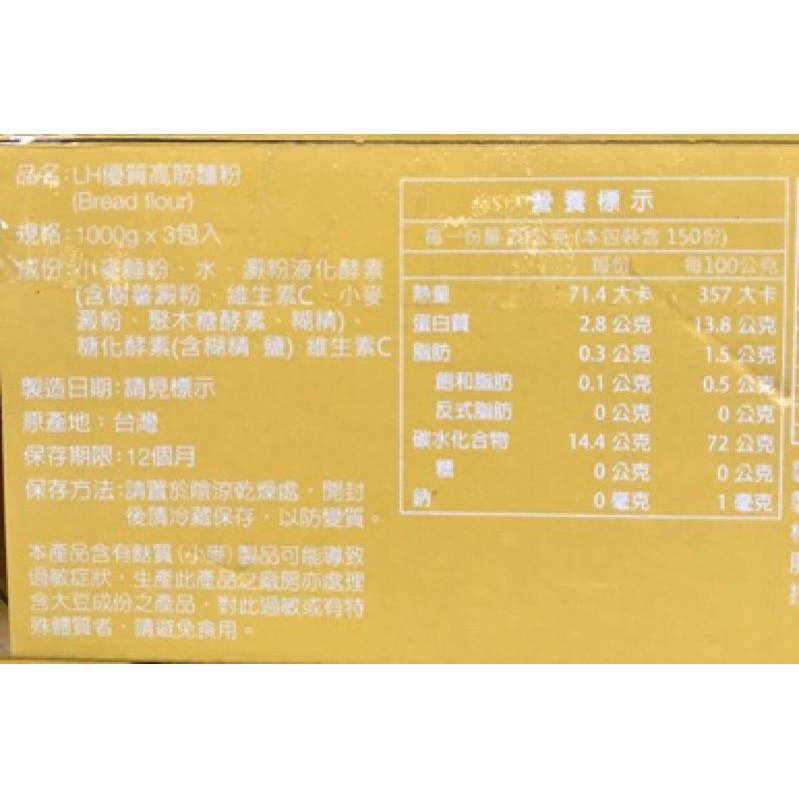 品名:LH優質高筋麵粉
(Bread flour)
規格:1000g x 3包入
成份:小麥麵粉、水、澱粉液化酵素
(含樹薯澱粉、維生素C、小麥
澱粉、聚木糖酵素、糊精)、
糖化酵素(含糊精、鹽)、維生素C
製造日期:請見標示
原產地:台灣
保存期限:12個月
保存方法:請置於陰涼乾燥處,開封
後請冷藏保存,以防變質。
本產品含有麩質(小麥)製品可能導致
過敏症狀,生產此產品之廠房亦處理
含大豆成份之產品,對此過敏或有特
殊體質者,請避免食用。
營養標示
每一份量 20公克 (本包裝含 150份)
每份 每100公克
熱量 71.4 大卡 357 大卡
蛋白質 2.8 公克 13.8 公克
脂肪 0.3 公克 1.5 公克
飽和脂肪 0.1 公克 0.5 公克
反式脂肪 0 公克 0 公克
碳水化合物 14.4 公克 72 公克
糖 0 公克 0 公克
鈉 0 毫克 1 毫克